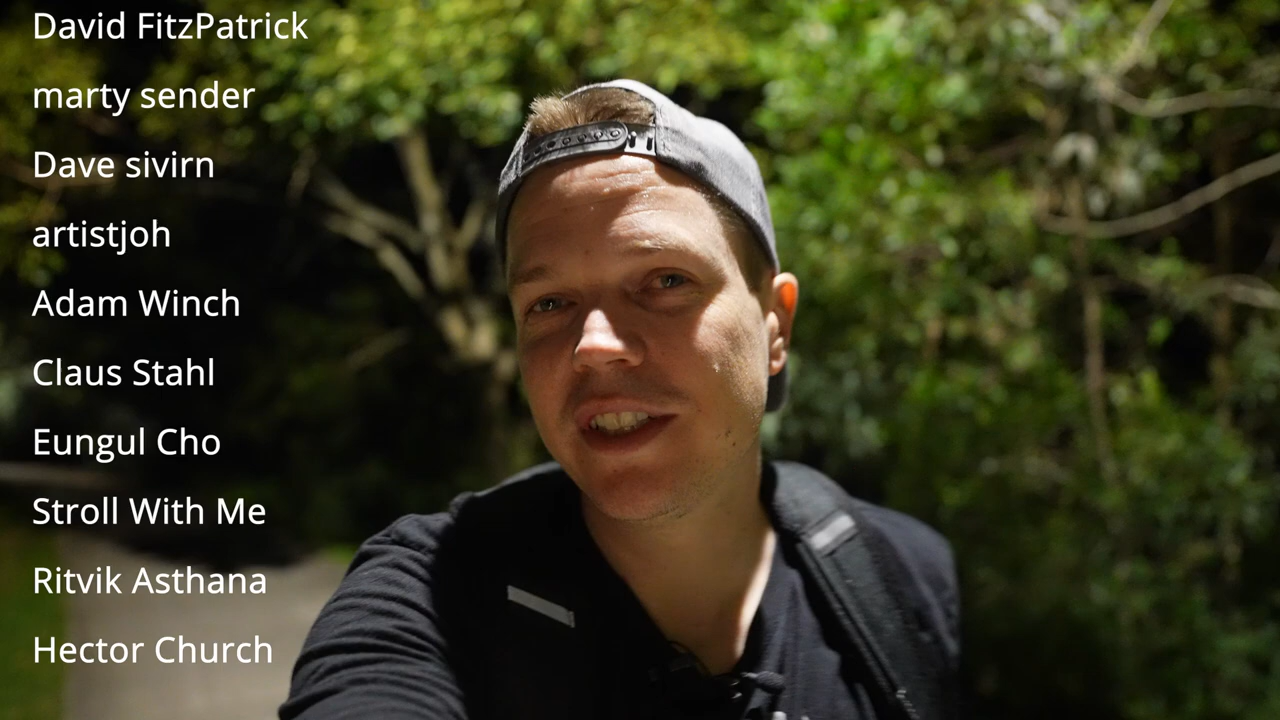 David FitzPatrick
marty sender
Dave sivirn
artistjoh
Adam Winch
Claus Stahl
Eungul Cho
Stroll With Me
Ritvik Asthana
Hector Church